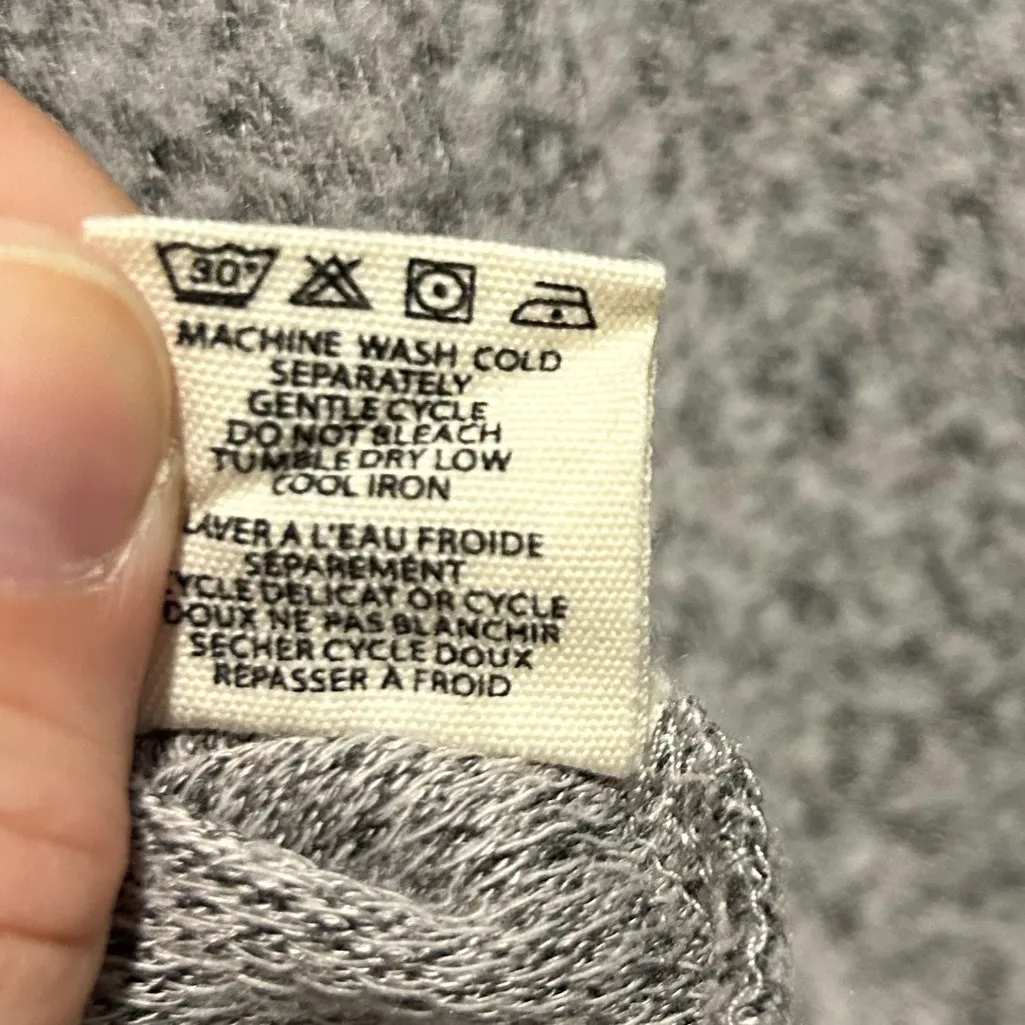 30°
MACHINE WASH COLD
SEPARATELY
GENTLE CYCLE
DO NOT BLEACH
TUMBLE DRY LOW
COOL IRON
LAVER A L'EAU FROIDE
SÉPAREMENT
YCLE DELICAT OR CYCLE
DOUX NE PAS BLANCHIR
SECHER CYCLE DOUX
REPASSER À FROID